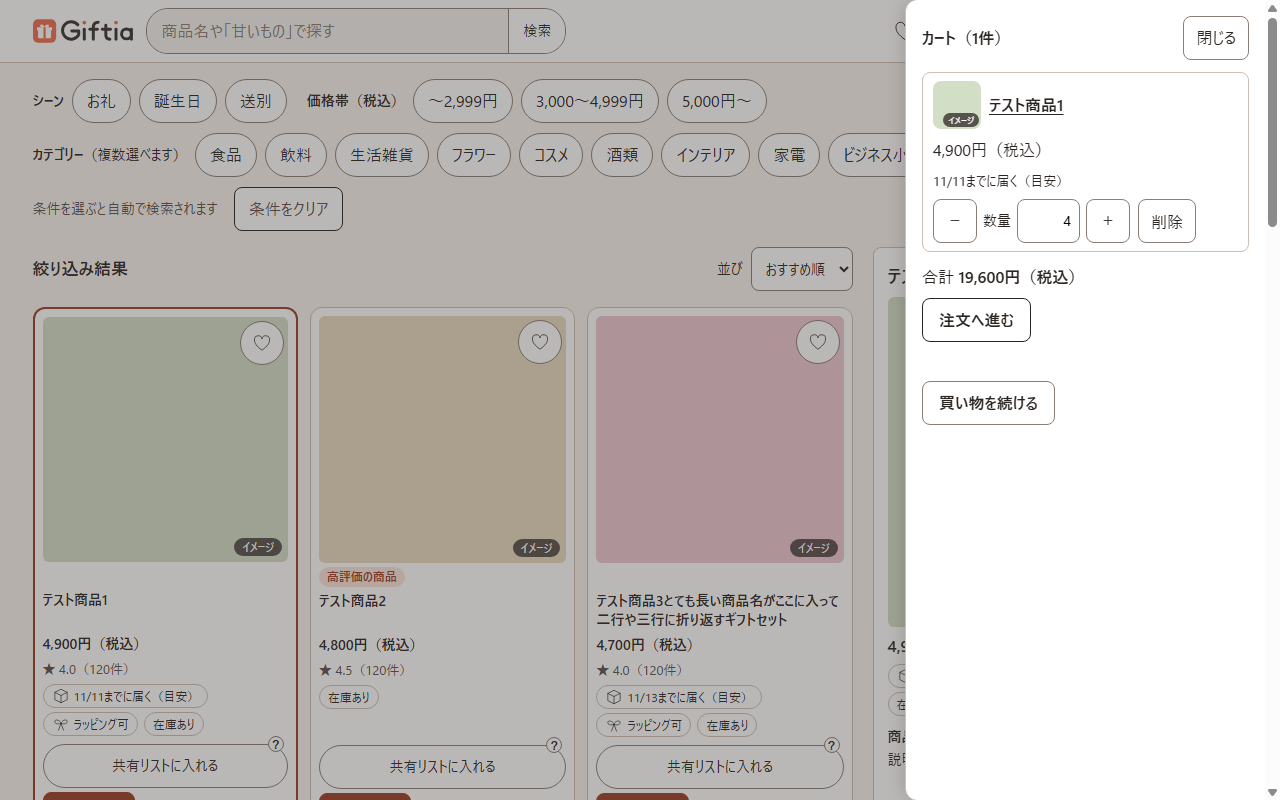 Giftia
商品名や「甘いもの」で探す
検索
シーン
お礼
誕生日
送別
価格帯（税込）
～2,999円
3,000～4,999円
5,000円～
カテゴリー（複数選べます）
食品
飲料
生活雑貨
フラワー
コスメ
酒類
インテリア
家電
ビジネス小
条件を選ぶと自動で検索されます
条件をクリア
絞り込み結果
並び
おすすめ順
イメージ
テスト商品1
4,900円（税込）
★ 4.0（120件）
11/11までに届く（目安）
ラッピング可
在庫あり
?
共有リストに入れる
イメージ
高評価の商品
テスト商品2
4,800円（税込）
★ 4.5（120件）
在庫あり
?
共有リストに入れる
イメージ
テスト商品3とても長い商品名がここに入って
二行や三行に折り返すギフトセット
4,700円（税込）
★ 4.0（120件）
11/13までに届く（目安）
ラッピング可
在庫あり
?
共有リストに入れる
カート（1件）
閉じる
イメージ
テスト商品1
4,900円（税込）
11/11までに届く（目安）
−
数量
4
+
削除
合計 19,600円（税込）
注文へ進む
買い物を続ける